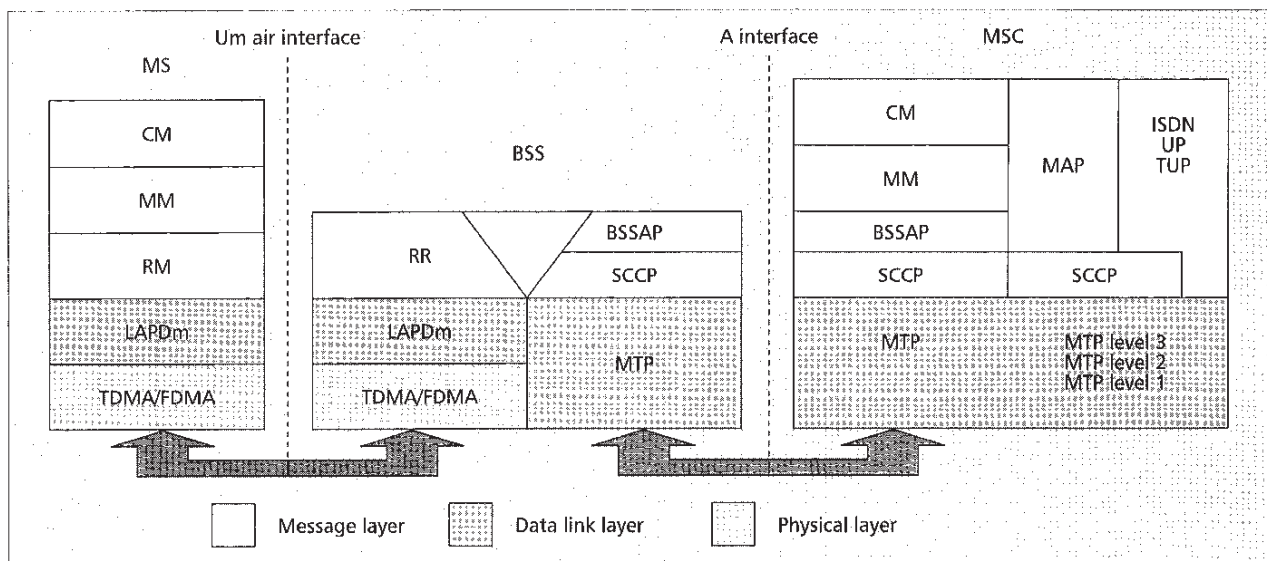 Um air interface
A interface
MSC
MS
CM
MM
RM
LAPDm
TDMA/FDMA
BSS
RR
BSSAP
SCCP
LAPDm
MTP
TDMA/FDMA
CM
MM
BSSAP
SCCP
MAP
ISDN
UP
TUP
SCCP
MTP
MTP level 3
MTP level 2
MTP level 1
Message layer
Data link layer
Physical layer